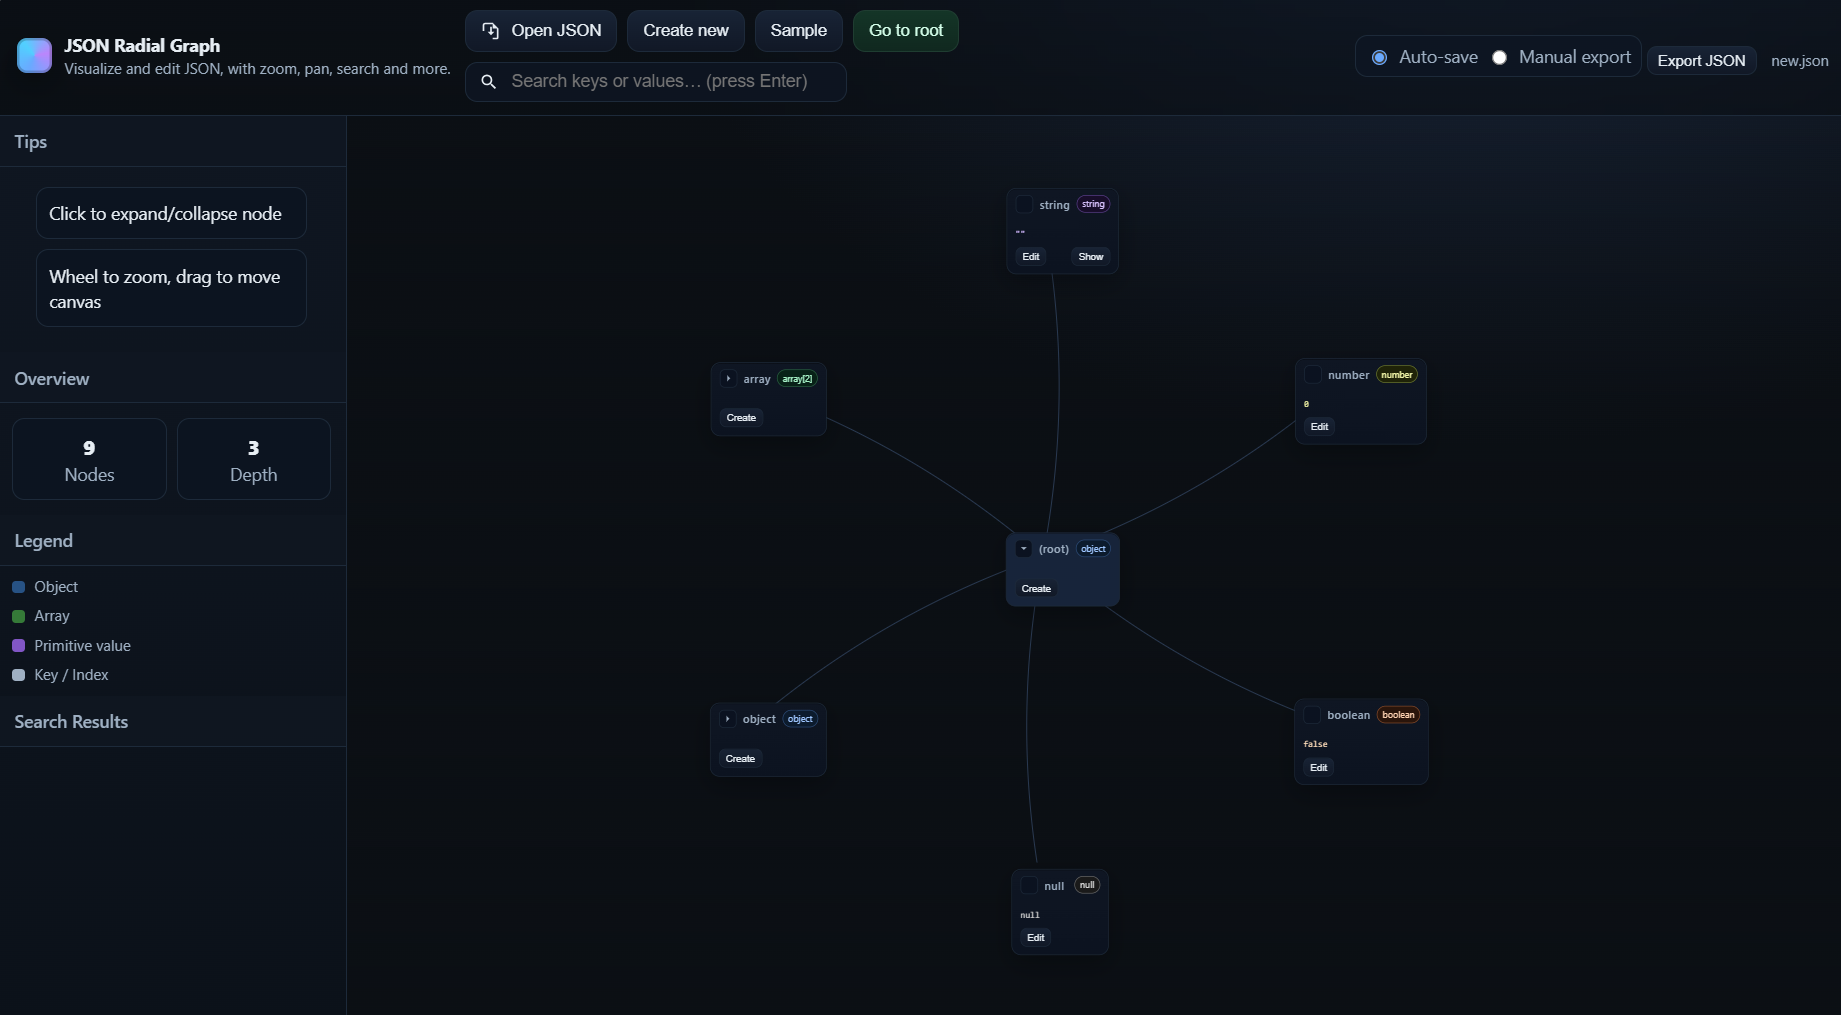 JSON Radial Graph
Visualize and edit JSON, with zoom, pan, search and more.
Open JSON
Create new
Sample
Go to root
Search keys or values… (press Enter)
Auto-save
Manual export
Export JSON
new.json
Tips
Click to expand/collapse node
Wheel to zoom, drag to move
canvas
Overview
9
Nodes
3
Depth
Legend
Object
Array
Primitive value
Key / Index
Search Results
string string
""
Edit Show
array array[2]
Create
number number
0
Edit
(root) object
Create
object object
Create
boolean boolean
false
Edit
null null
null
Edit